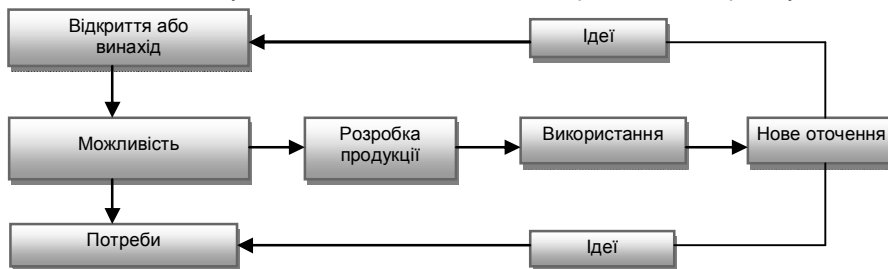 Відкриття або
винахід
Ідеї
Можливість
Розробка
продукції
Використання
Нове оточення
Потреби
Ідеї